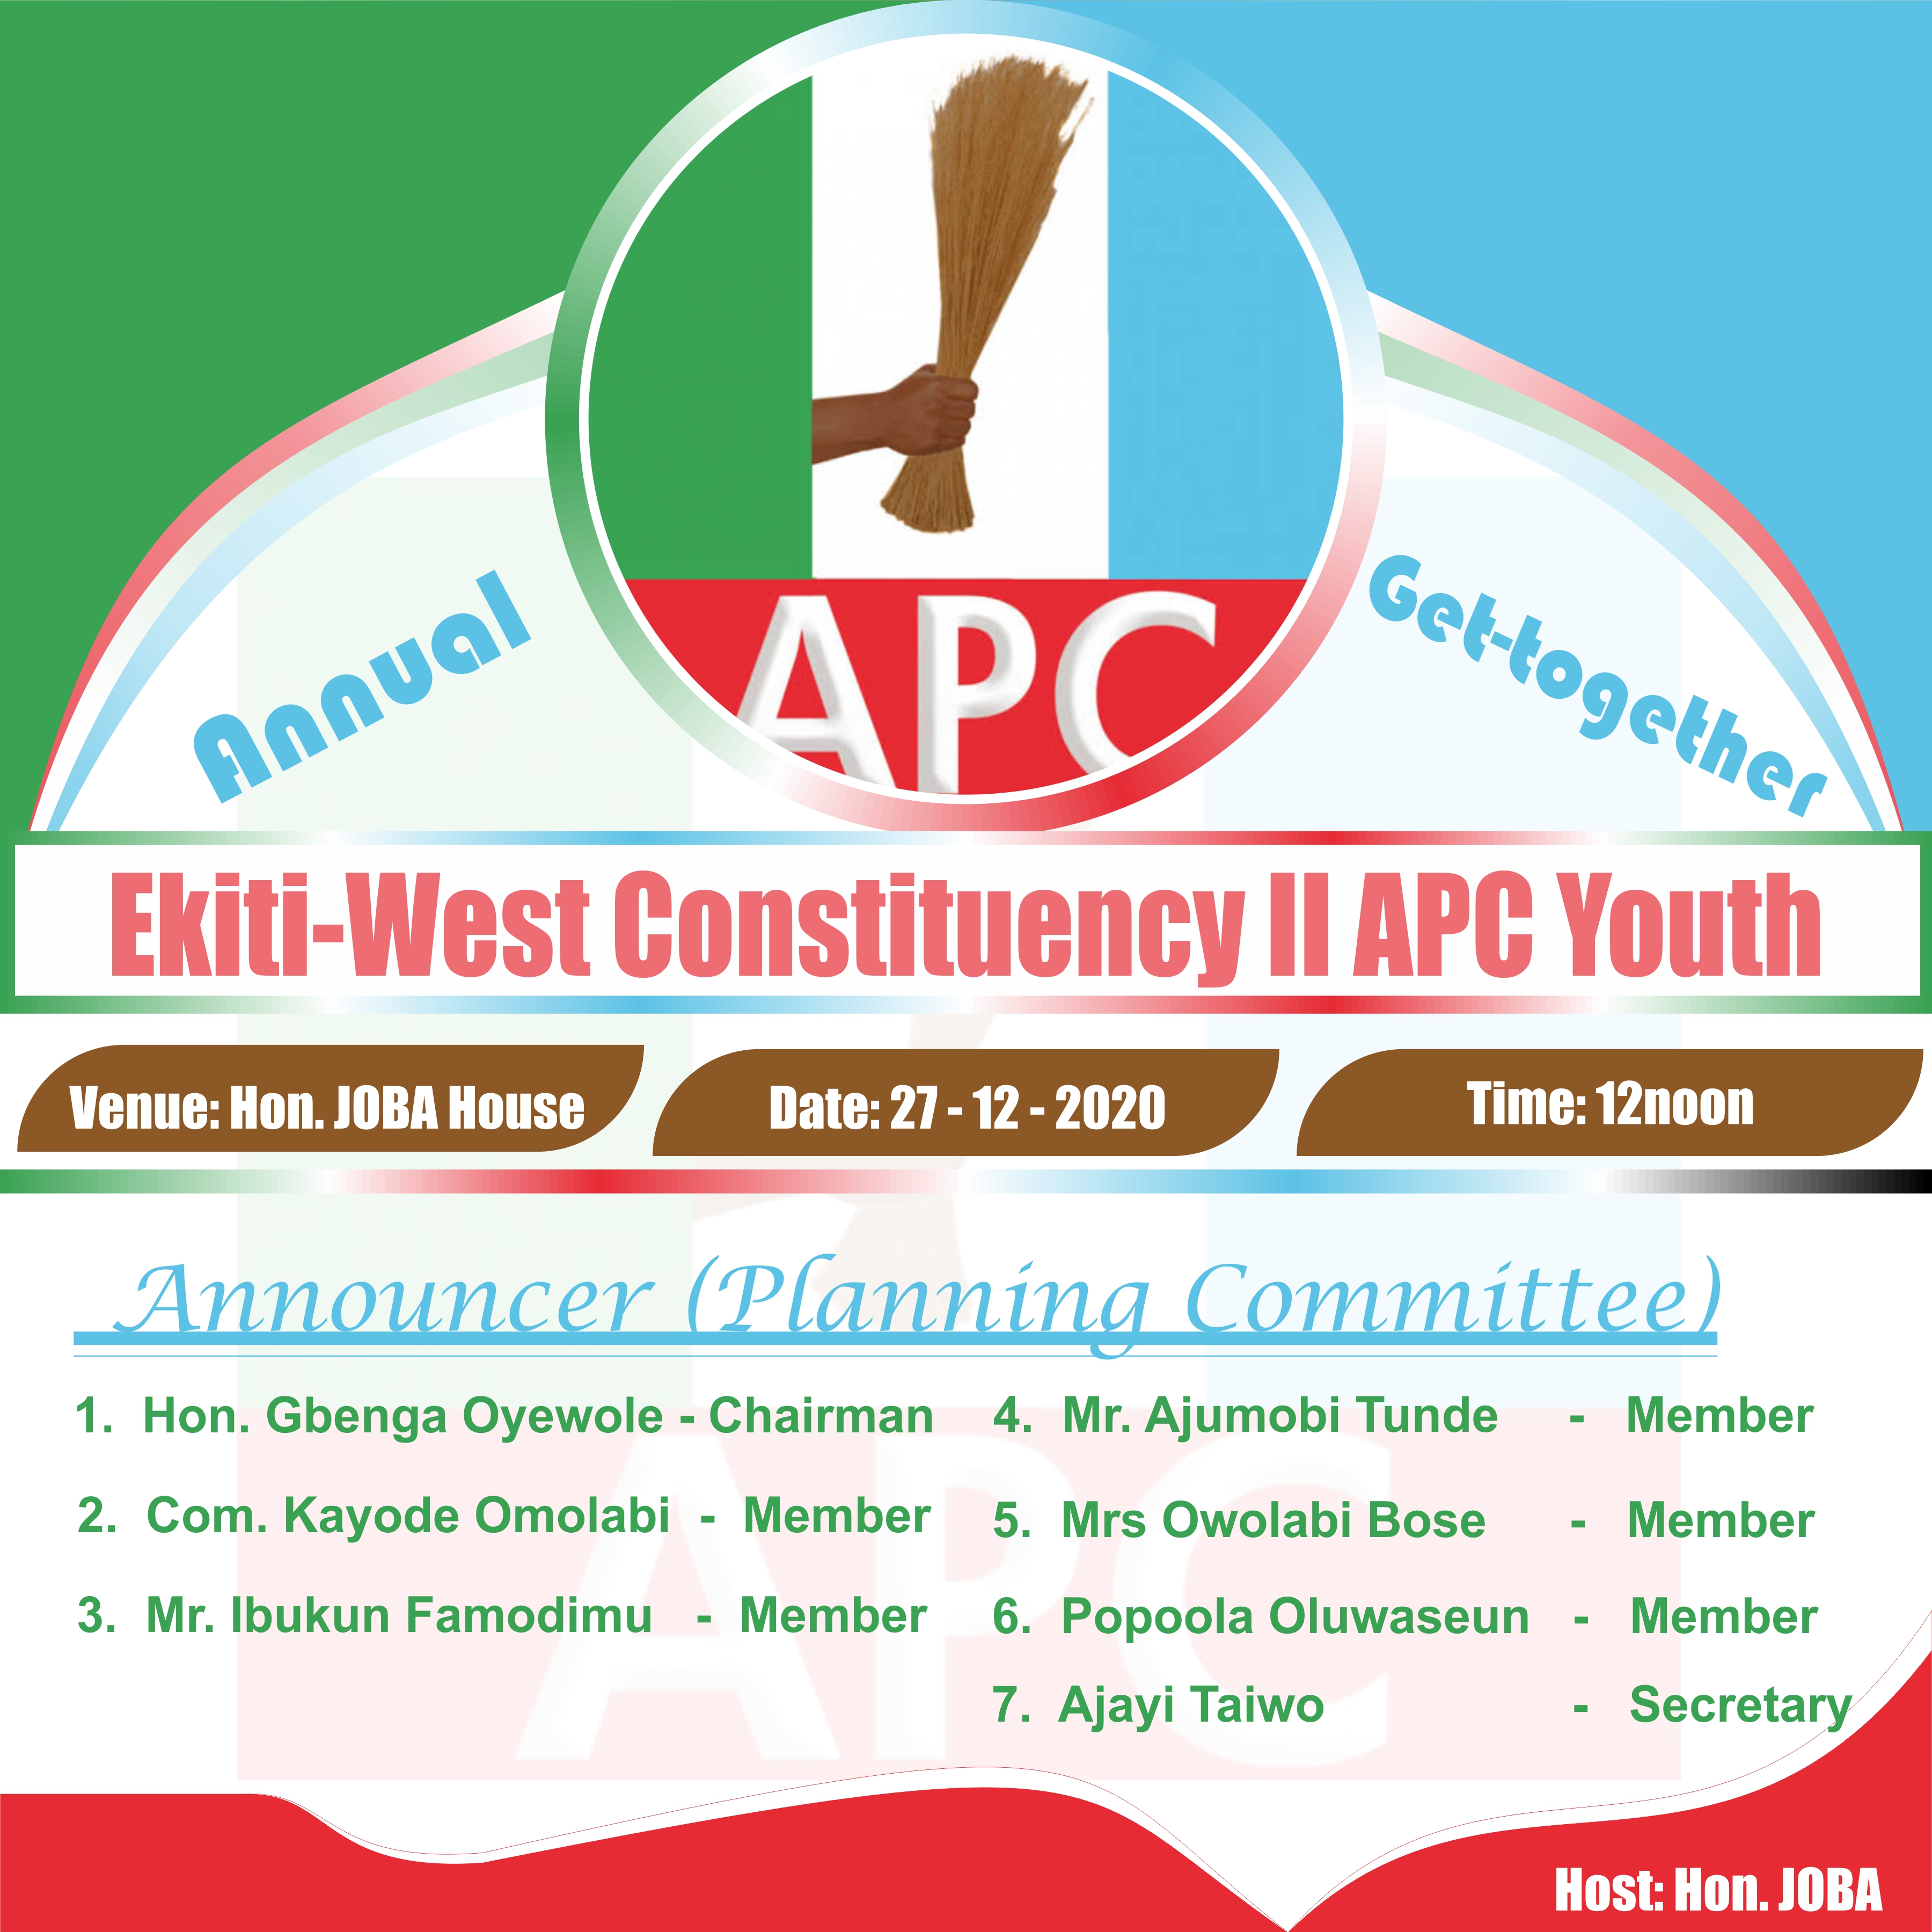 APC
Annual
Get-together
Ekiti-West Constituency II APC Youth
Venue: Hon. JOBA House
Date: 27 - 12 - 2020
Time: 12noon
Announcer (Planning Committee)
1. Hon. Gbenga Oyewole - Chairman
2. Com. Kayode Omolabi - Member
3. Mr. Ibukun Famodimu - Member
4. Mr. Ajumobi Tunde - Member
5. Mrs Owolabi Bose - Member
6. Popoola Oluwaseun - Member
7. Ajayi Taiwo - Secretary
APC
Host: Hon. JOBA